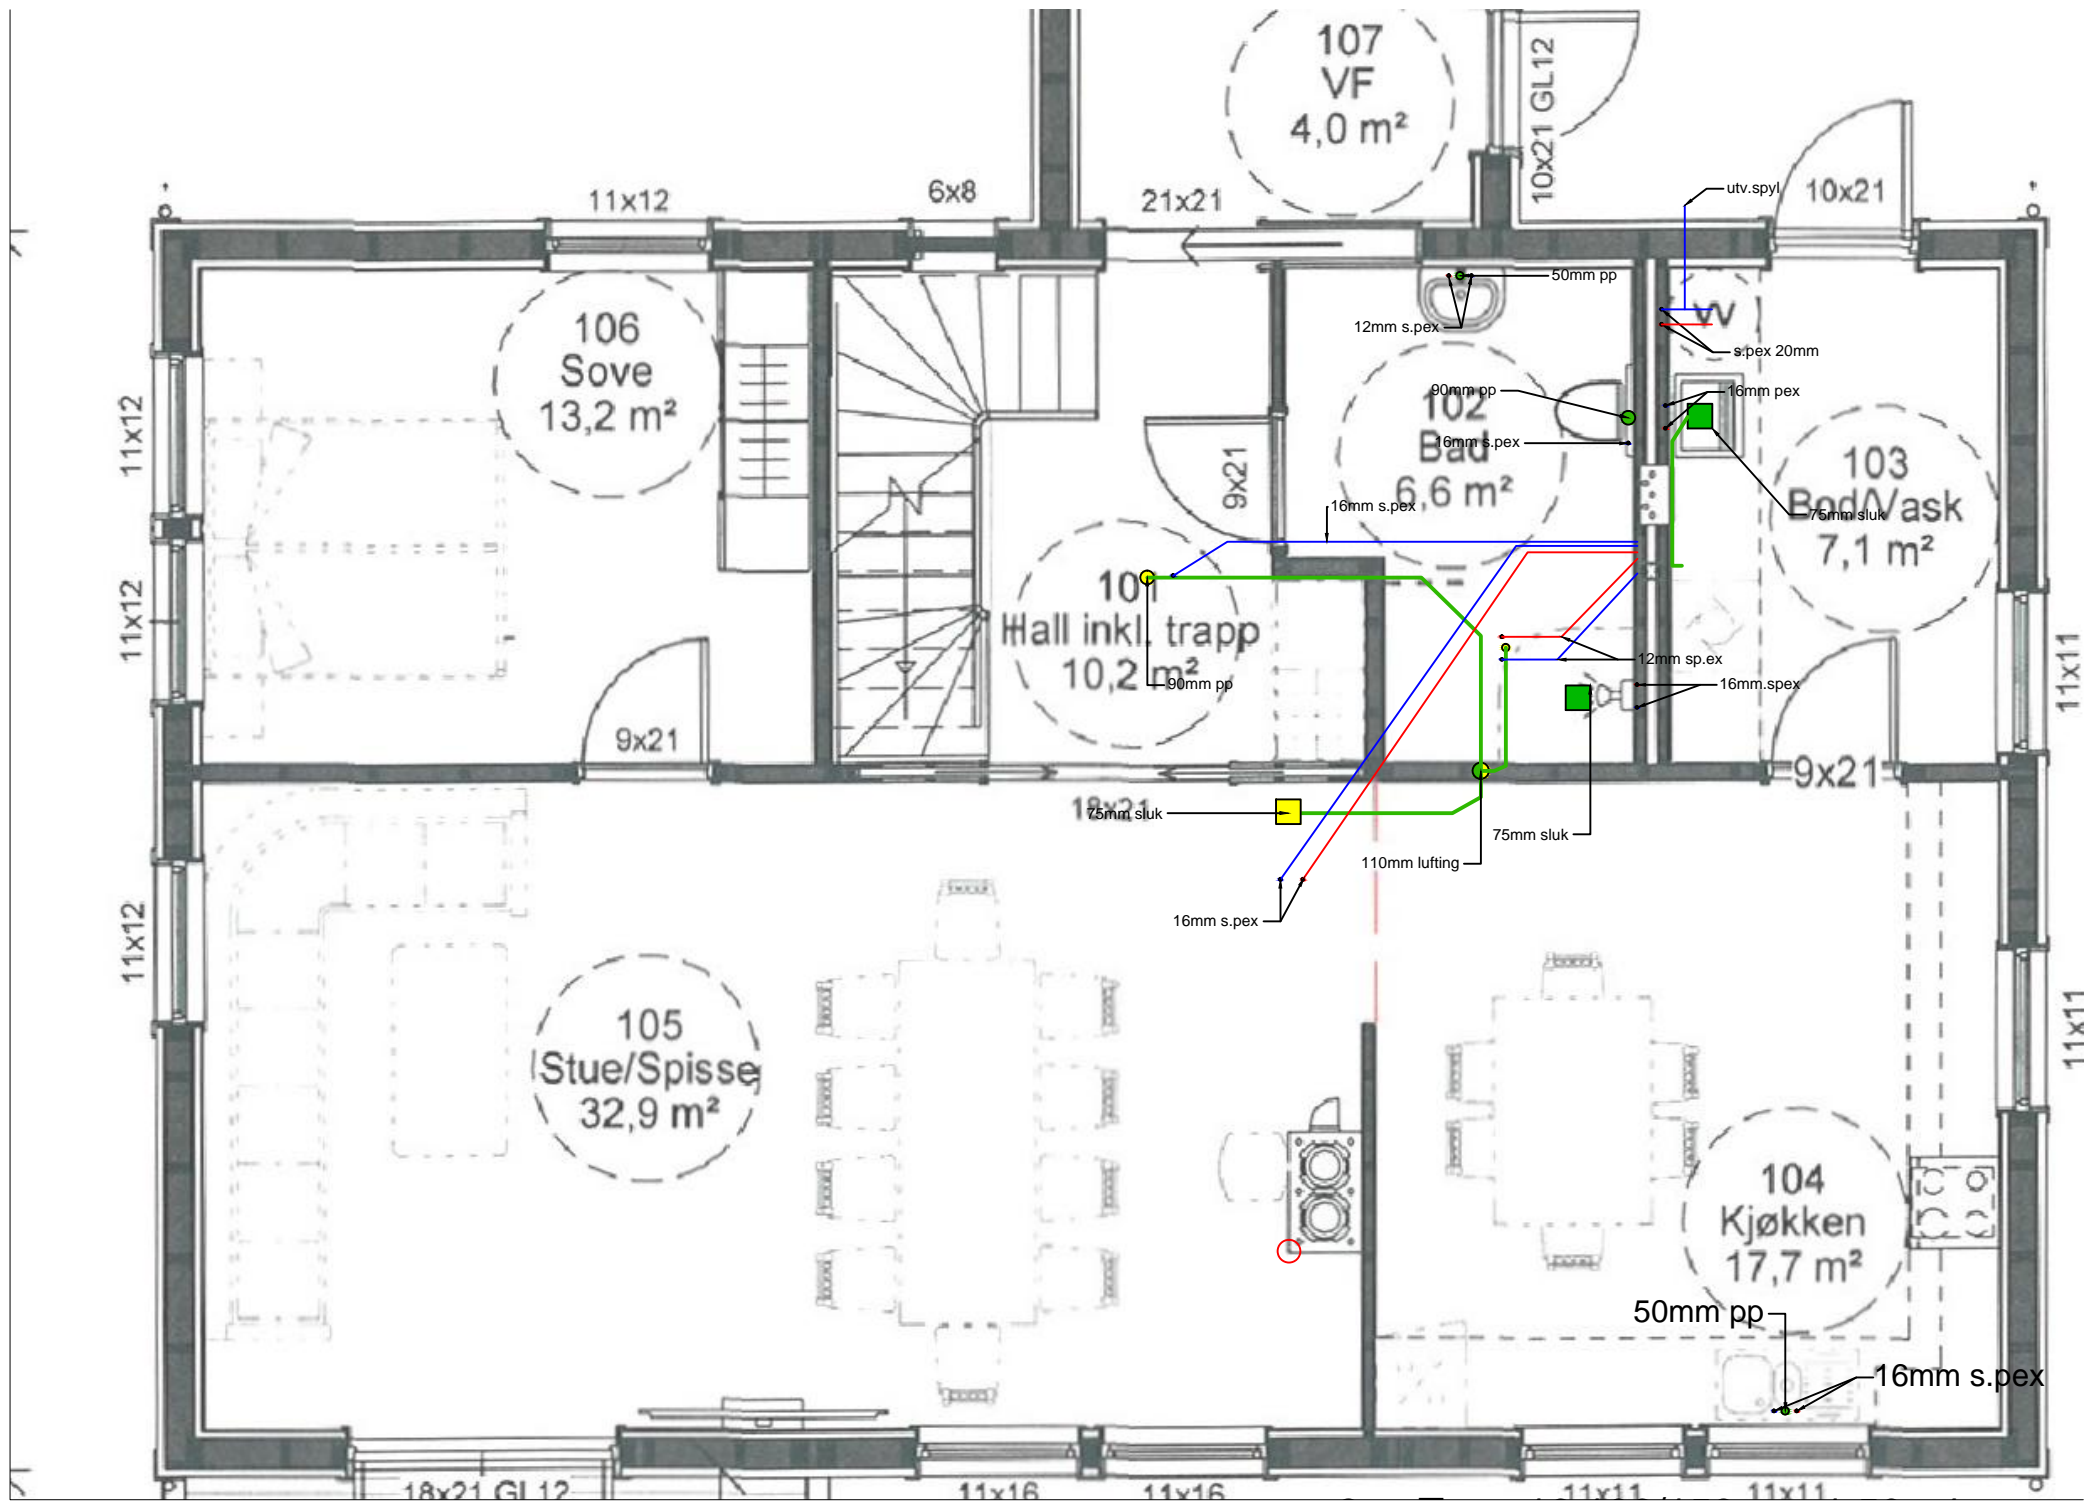 107
VF
4,0 m²
10x21 GL12
11x12
6x8
21x21
utv.spyl
10x21
50mm pp
12mm s.pex
W
s.pex 20mm
106
Sove
13,2 m²
90mm pp
102
Bad
6,6 m²
16mm pex
16mm s.pex
11x12
9x21
103
Bod/Vask
7,1 m²
75mm sluk
16mm s.pex
11x12
101
Hall inkl. trapp
10,2 m²
90mm pp
12mm sp.ex
16mm.spex
11x11
9x21
9x21
18x21
75mm sluk
75mm sluk
110mm lufting
16mm s.pex
11x12
105
Stue/Spisse
32,9 m²
11x11
104
Kjøkken
17,7 m²
50mm pp
16mm s.pex
18x21 GL12
11x16
11x16
11x11
11x11